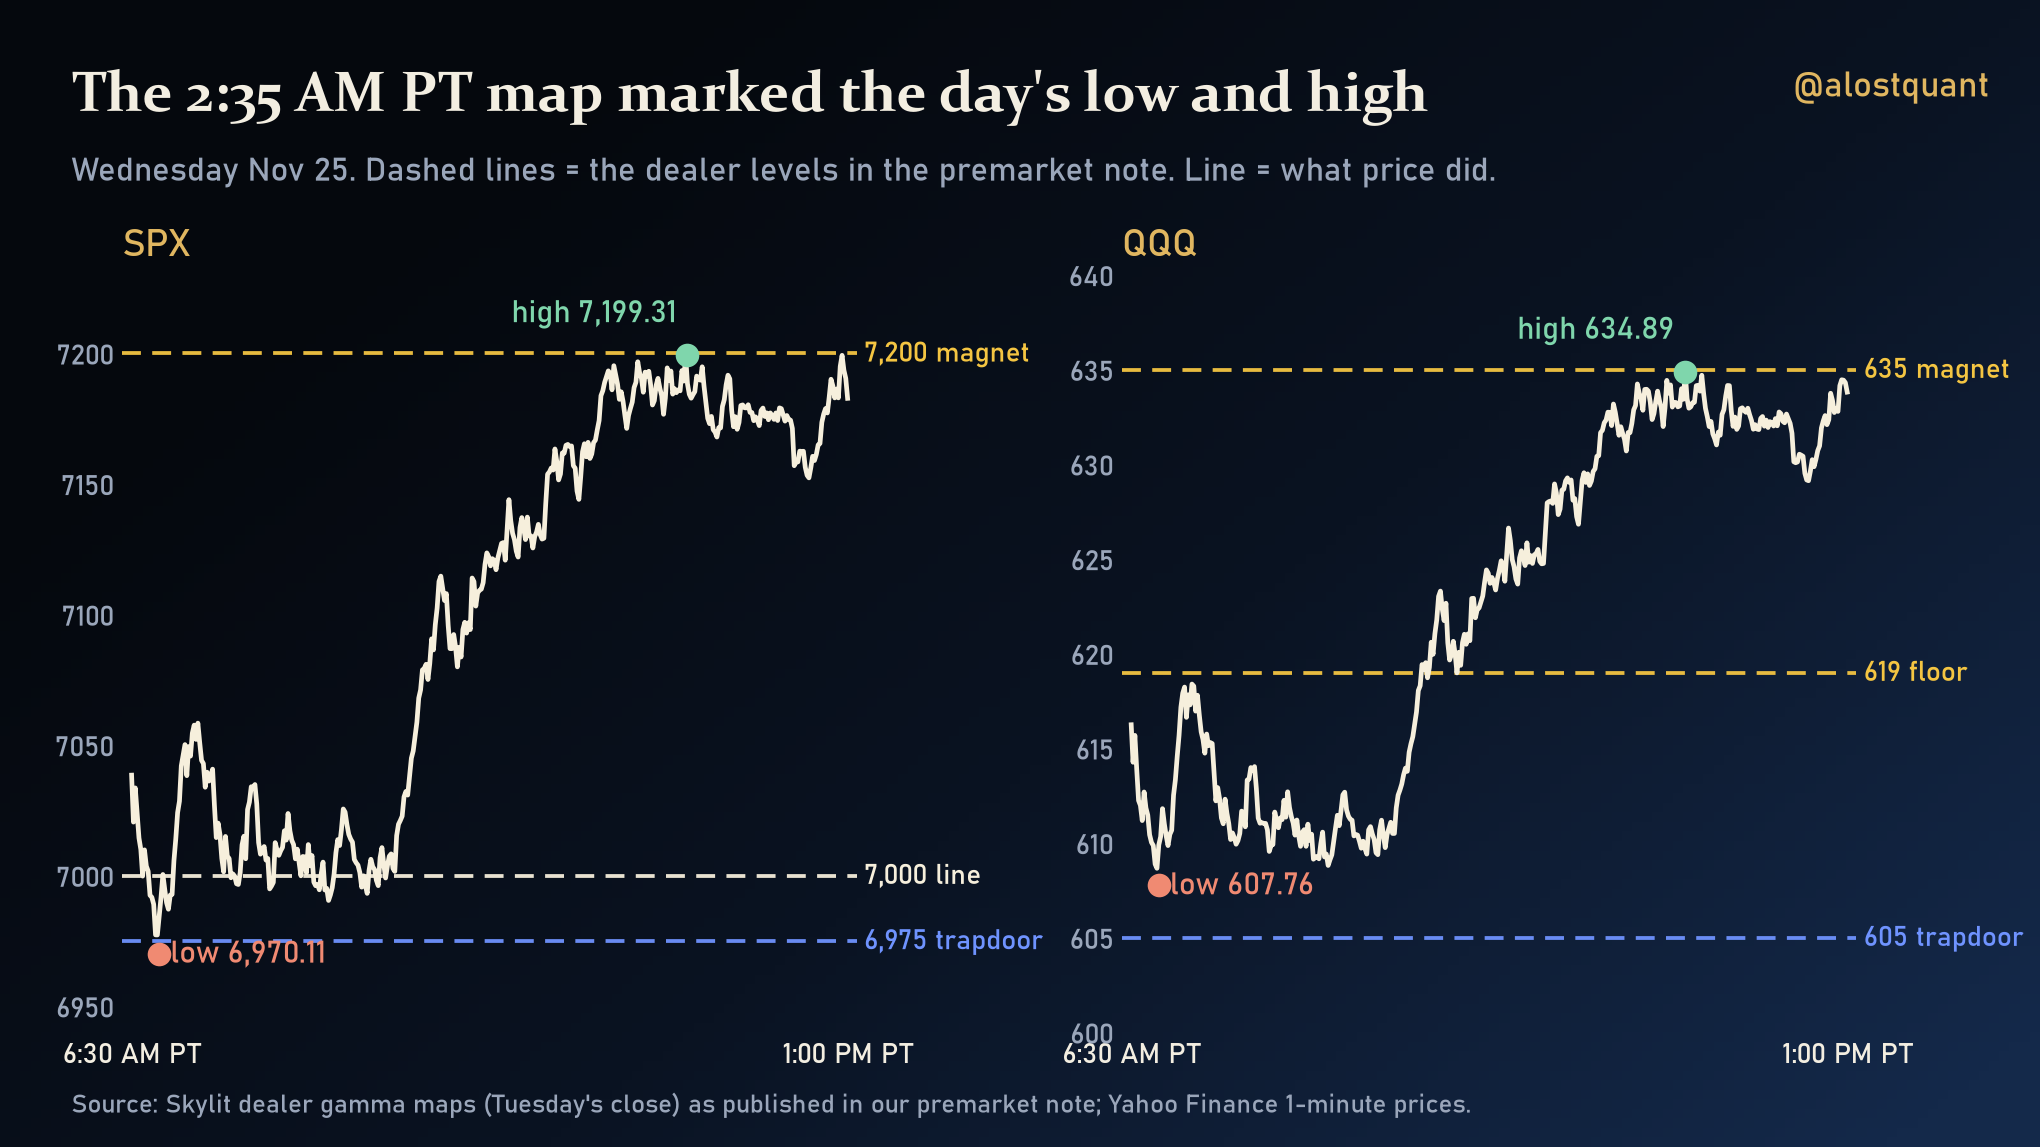 The 2:35 AM PT map marked the day's low and high
@alostquant
Wednesday Nov 25. Dashed lines = the dealer levels in the premarket note. Line = what price did.
SPX
high 7,199.31
7200
7,200 magnet
7150
7100
7050
7000
7,000 line
6,975 trapdoor
low 6,970.11
6950
6:30 AM PT
1:00 PM PT
QQQ
640
high 634.89
635
635 magnet
630
625
620
619 floor
615
610
low 607.76
605
605 trapdoor
600
6:30 AM PT
1:00 PM PT
Source: Skylit dealer gamma maps (Tuesday's close) as published in our premarket note; Yahoo Finance 1-minute prices.